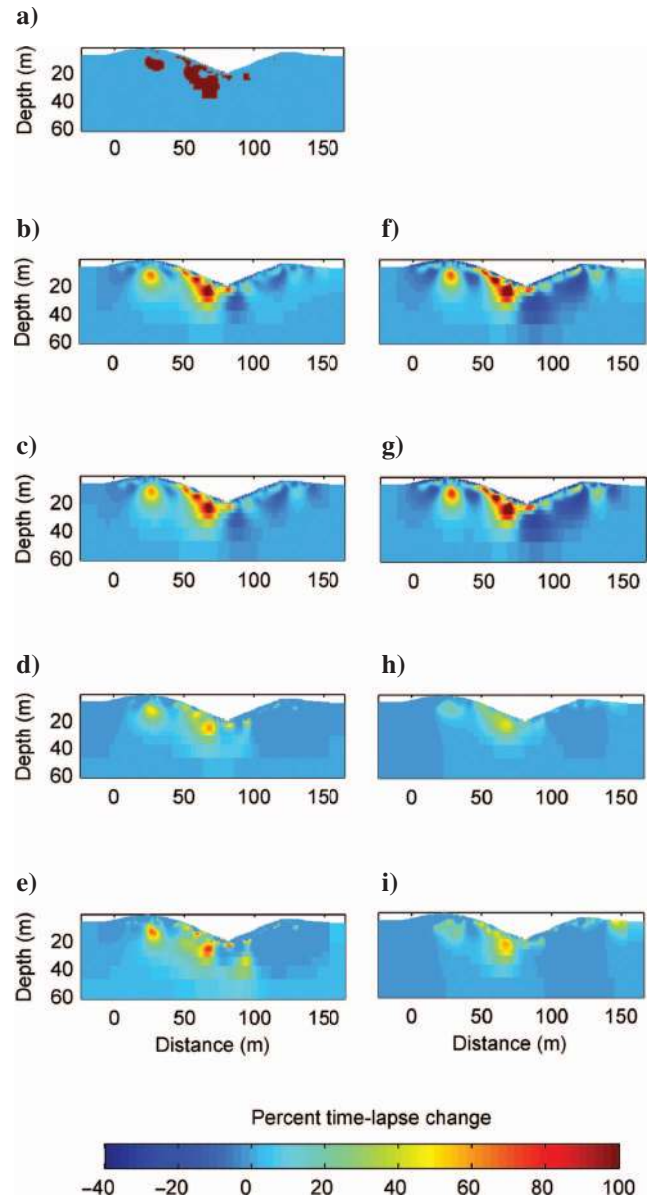 a)
Depth (m)
20
40
60
0 50 100 150
b) f)
Depth (m)
20
40
60
0 50 100 150 0 50 100 150
c) g)
Depth (m)
20
40
60
0 50 100 150 0 50 100 150
d) h)
Depth (m)
20
40
60
0 50 100 150 0 50 100 150
e) i)
Depth (m)
20
40
60
0 50 100 150 0 50 100 150
Distance (m) Distance (m)
Percent time-lapse change
–40 –20 0 20 40 60 80 100